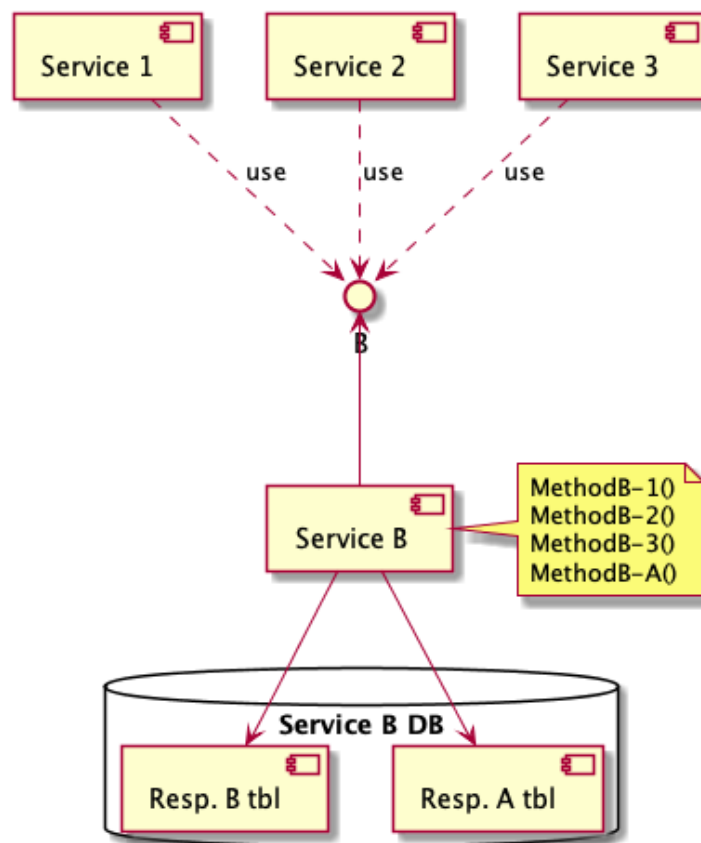 Service 1
Service 2
Service 3
use
use
use
B
Service B
MethodB-1()
MethodB-2()
MethodB-3()
MethodB-A()
Service B DB
Resp. B tbl
Resp. A tbl